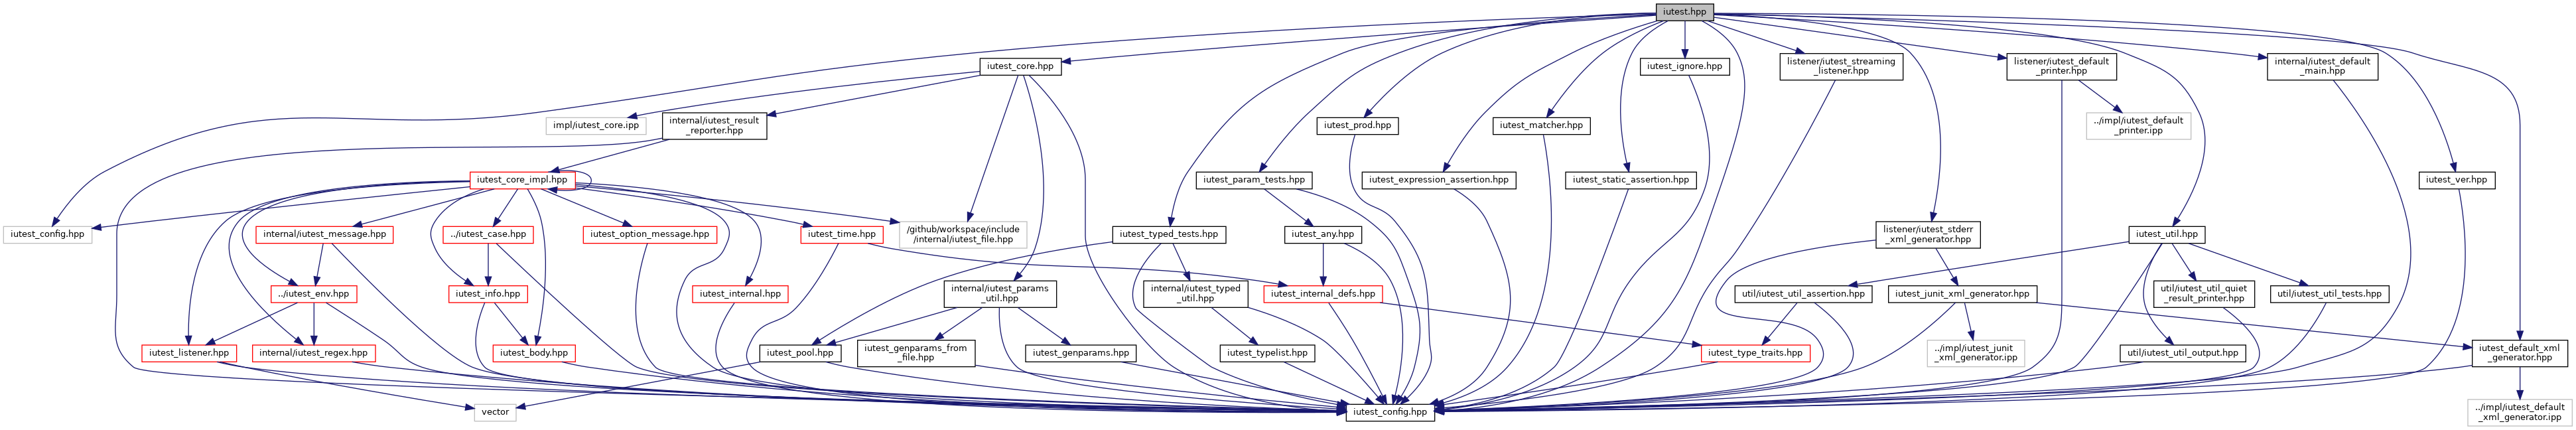 iutest.hpp
iutest_core.hpp
iutest_ignore.hpp
listener/iutest_streaming
_listener.hpp
listener/iutest_default
_printer.hpp
internal/iutest_default
_main.hpp
impl/iutest_core.ipp
internal/iutest_result
_reporter.hpp
iutest_prod.hpp
iutest_matcher.hpp
../impl/iutest_default
_printer.ipp
iutest_core_impl.hpp
iutest_param_tests.hpp
iutest_expression_assertion.hpp
iutest_static_assertion.hpp
iutest_ver.hpp
iutest_config.hpp
internal/iutest_message.hpp
../iutest_case.hpp
iutest_option_message.hpp
iutest_time.hpp
/github/workspace/include
/internal/iutest_file.hpp
iutest_typed_tests.hpp
iutest_any.hpp
listener/iutest_stderr
_xml_generator.hpp
iutest_util.hpp
../iutest_env.hpp
iutest_info.hpp
iutest_internal.hpp
internal/iutest_params
_util.hpp
internal/iutest_typed
_util.hpp
iutest_internal_defs.hpp
util/iutest_util_assertion.hpp
iutest_junit_xml_generator.hpp
util/iutest_util_quiet
_result_printer.hpp
util/iutest_util_tests.hpp
iutest_listener.hpp
internal/iutest_regex.hpp
iutest_body.hpp
iutest_pool.hpp
iutest_genparams_from
_file.hpp
iutest_genparams.hpp
iutest_typelist.hpp
iutest_type_traits.hpp
../impl/iutest_junit
_xml_generator.ipp
util/iutest_util_output.hpp
iutest_default_xml
_generator.hpp
vector
iutest_config.hpp
../impl/iutest_default
_xml_generator.ipp